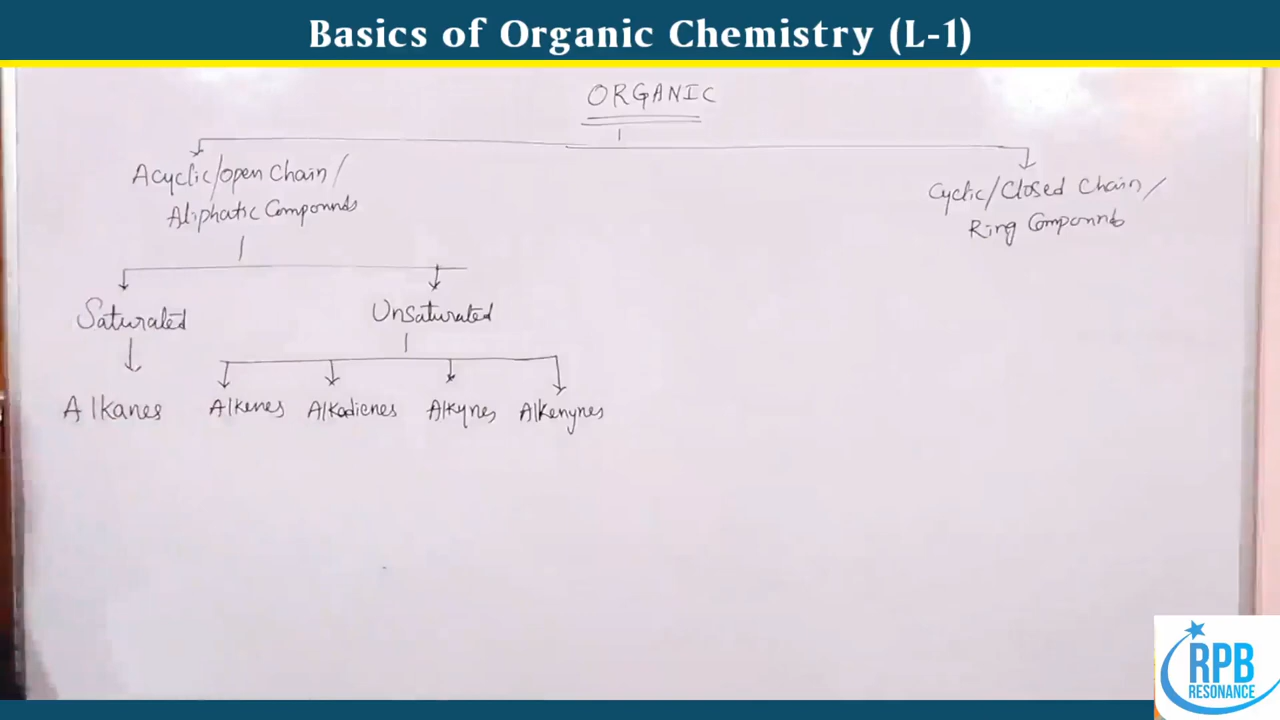 Basics of Organic Chemistry (L-1)
ORGANIC
Acyclic/open Chain/
Aliphatic Compounds
Cyclic/Closed Chain/
Ring Compounds
Saturated
Unsaturated
Alkanes
Alkenes
Alkadienes
Alkynes
Alkenynes
RPB
RESONANCE